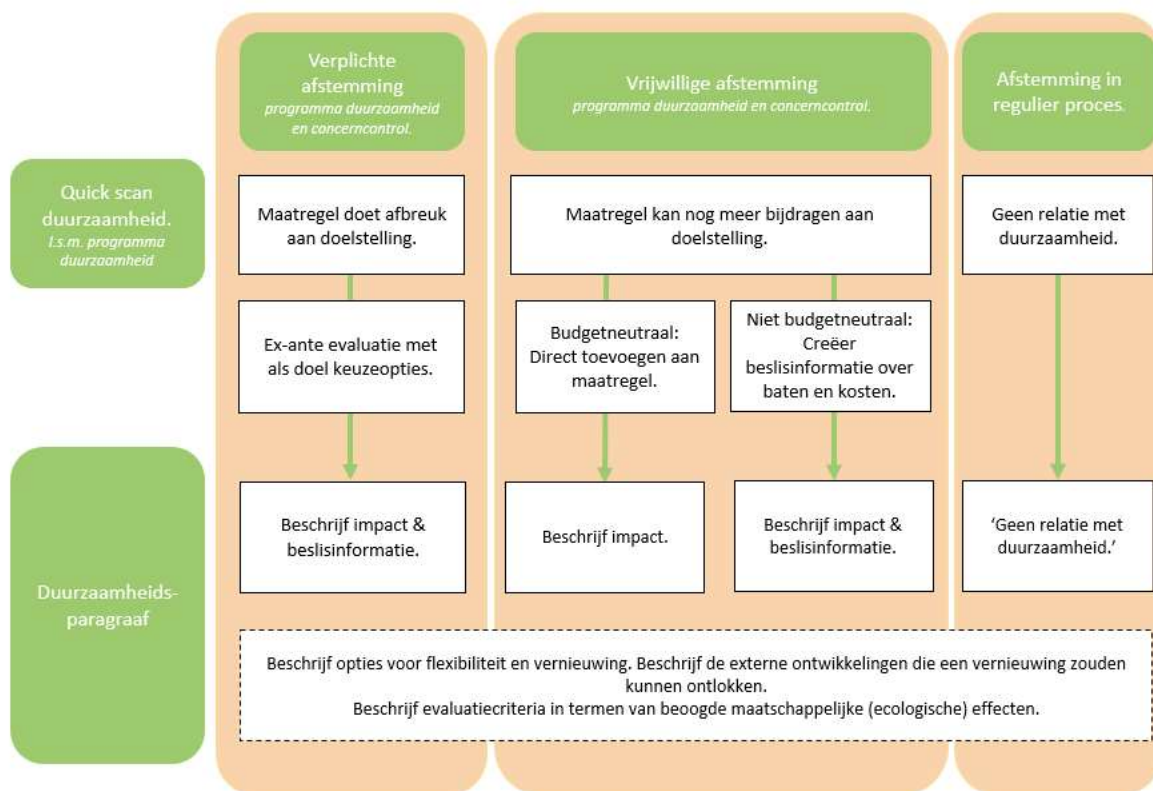 Verplichte
afstemming
programma duurzaamheid
en concerncontrol.
Vrijwillige afstemming
programma duurzaamheid en concerncontrol.
Afstemming in
regulier proces.
Quick scan
duurzaamheid.
I.s.m. programma
duurzaamheid
Maatregel doet afbreuk
aan doelstelling.
Maatregel kan nog meer bijdragen aan
doelstelling.
Geen relatie met
duurzaamheid.
Ex-ante evaluatie met
als doel keuzeopties.
Budgetneutraal:
Direct toevoegen aan
maatregel.
Niet budgetneutraal:
Creëer
beslisinformatie over
baten en kosten.
Duurzaamheids-
paragraaf
Beschrijf impact &
beslisinformatie.
Beschrijf impact.
Beschrijf impact &
beslisinformatie.
‘Geen relatie met
duurzaamheid.’
Beschrijf opties voor flexibiliteit en vernieuwing. Beschrijf de externe ontwikkelingen die een vernieuwing zouden
kunnen ontlokken.
Beschrijf evaluatiecriteria in termen van beoogde maatschappelijke (ecologische) effecten.